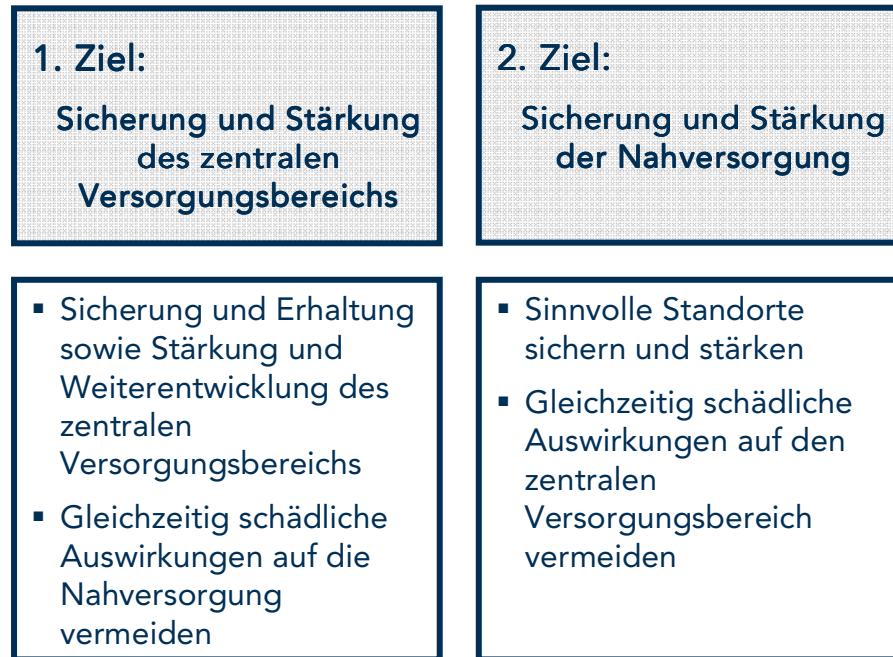 1. Ziel:
Sicherung und Stärkung
des zentralen
Versorgungsbereichs
▪ Sicherung und Erhaltung
sowie Stärkung und
Weiterentwicklung des
zentralen
Versorgungsbereichs
▪ Gleichzeitig schädliche
Auswirkungen auf die
Nahversorgung
vermeiden
2. Ziel:
Sicherung und Stärkung
der Nahversorgung
▪ Sinnvolle Standorte
sichern und stärken
▪ Gleichzeitig schädliche
Auswirkungen auf den
zentralen
Versorgungsbereich
vermeiden